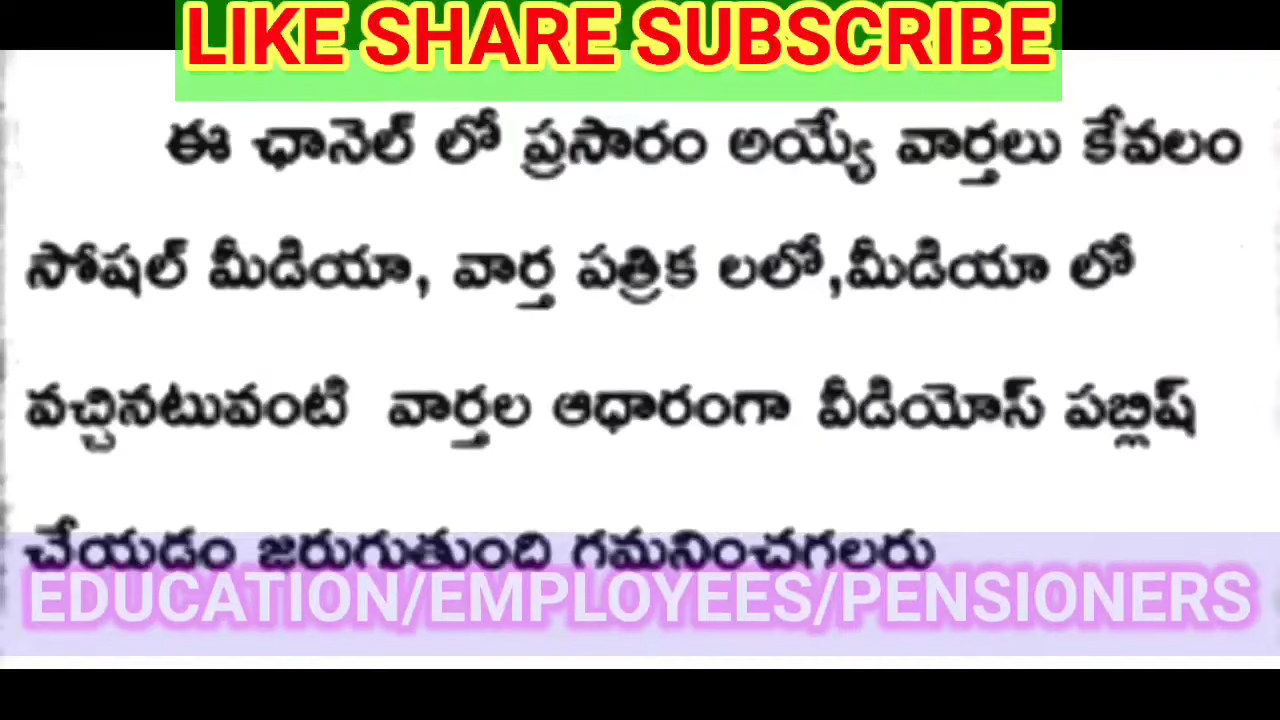 LIKE SHARE SUBSCRIBE
ఈ ఛానెల్ లో ప్రసారం అయ్యే వార్తలు కేవలం
సోషల్ మీడియా, వార్త పత్రిక లలో,మీడియా లో
వచ్చినటువంటి వార్తల ఆధారంగా వీడియోస్ పబ్లిష్
చేయడం జరుగుతుంది గమనించగలరు
EDUCATION/EMPLOYEES/PENSIONERS